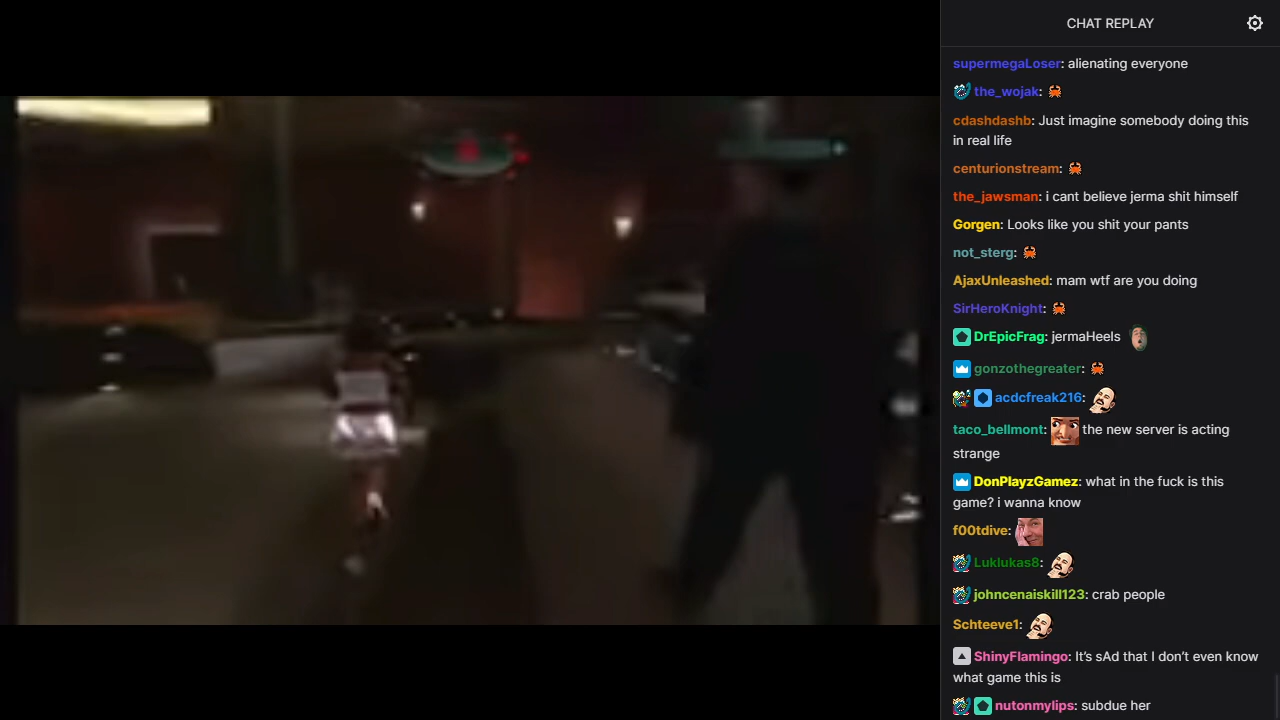 CHAT REPLAY
supermegaLoser: alienating everyone
the_wojak:
cdashdashb: Just imagine somebody doing this
in real life
centurionstream:
the_jawsman: i cant believe jerma shit himself
Gorgen: Looks like you shit your pants
not_sterg:
AjaxUnleashed: mam wtf are you doing
SirHeroKnight:
DrEpicFrag: jermaHeels
gonzothegreater:
acdcfreak216:
taco_bellmont: the new server is acting
strange
DonPlayzGamez: what in the fuck is this
game? i wanna know
f00tdive:
Luklukas8:
johncenaiskill123: crab people
Schteeve1:
ShinyFlamingo: It’s sAd that I don’t even know
what game this is
nutonmylips: subdue her